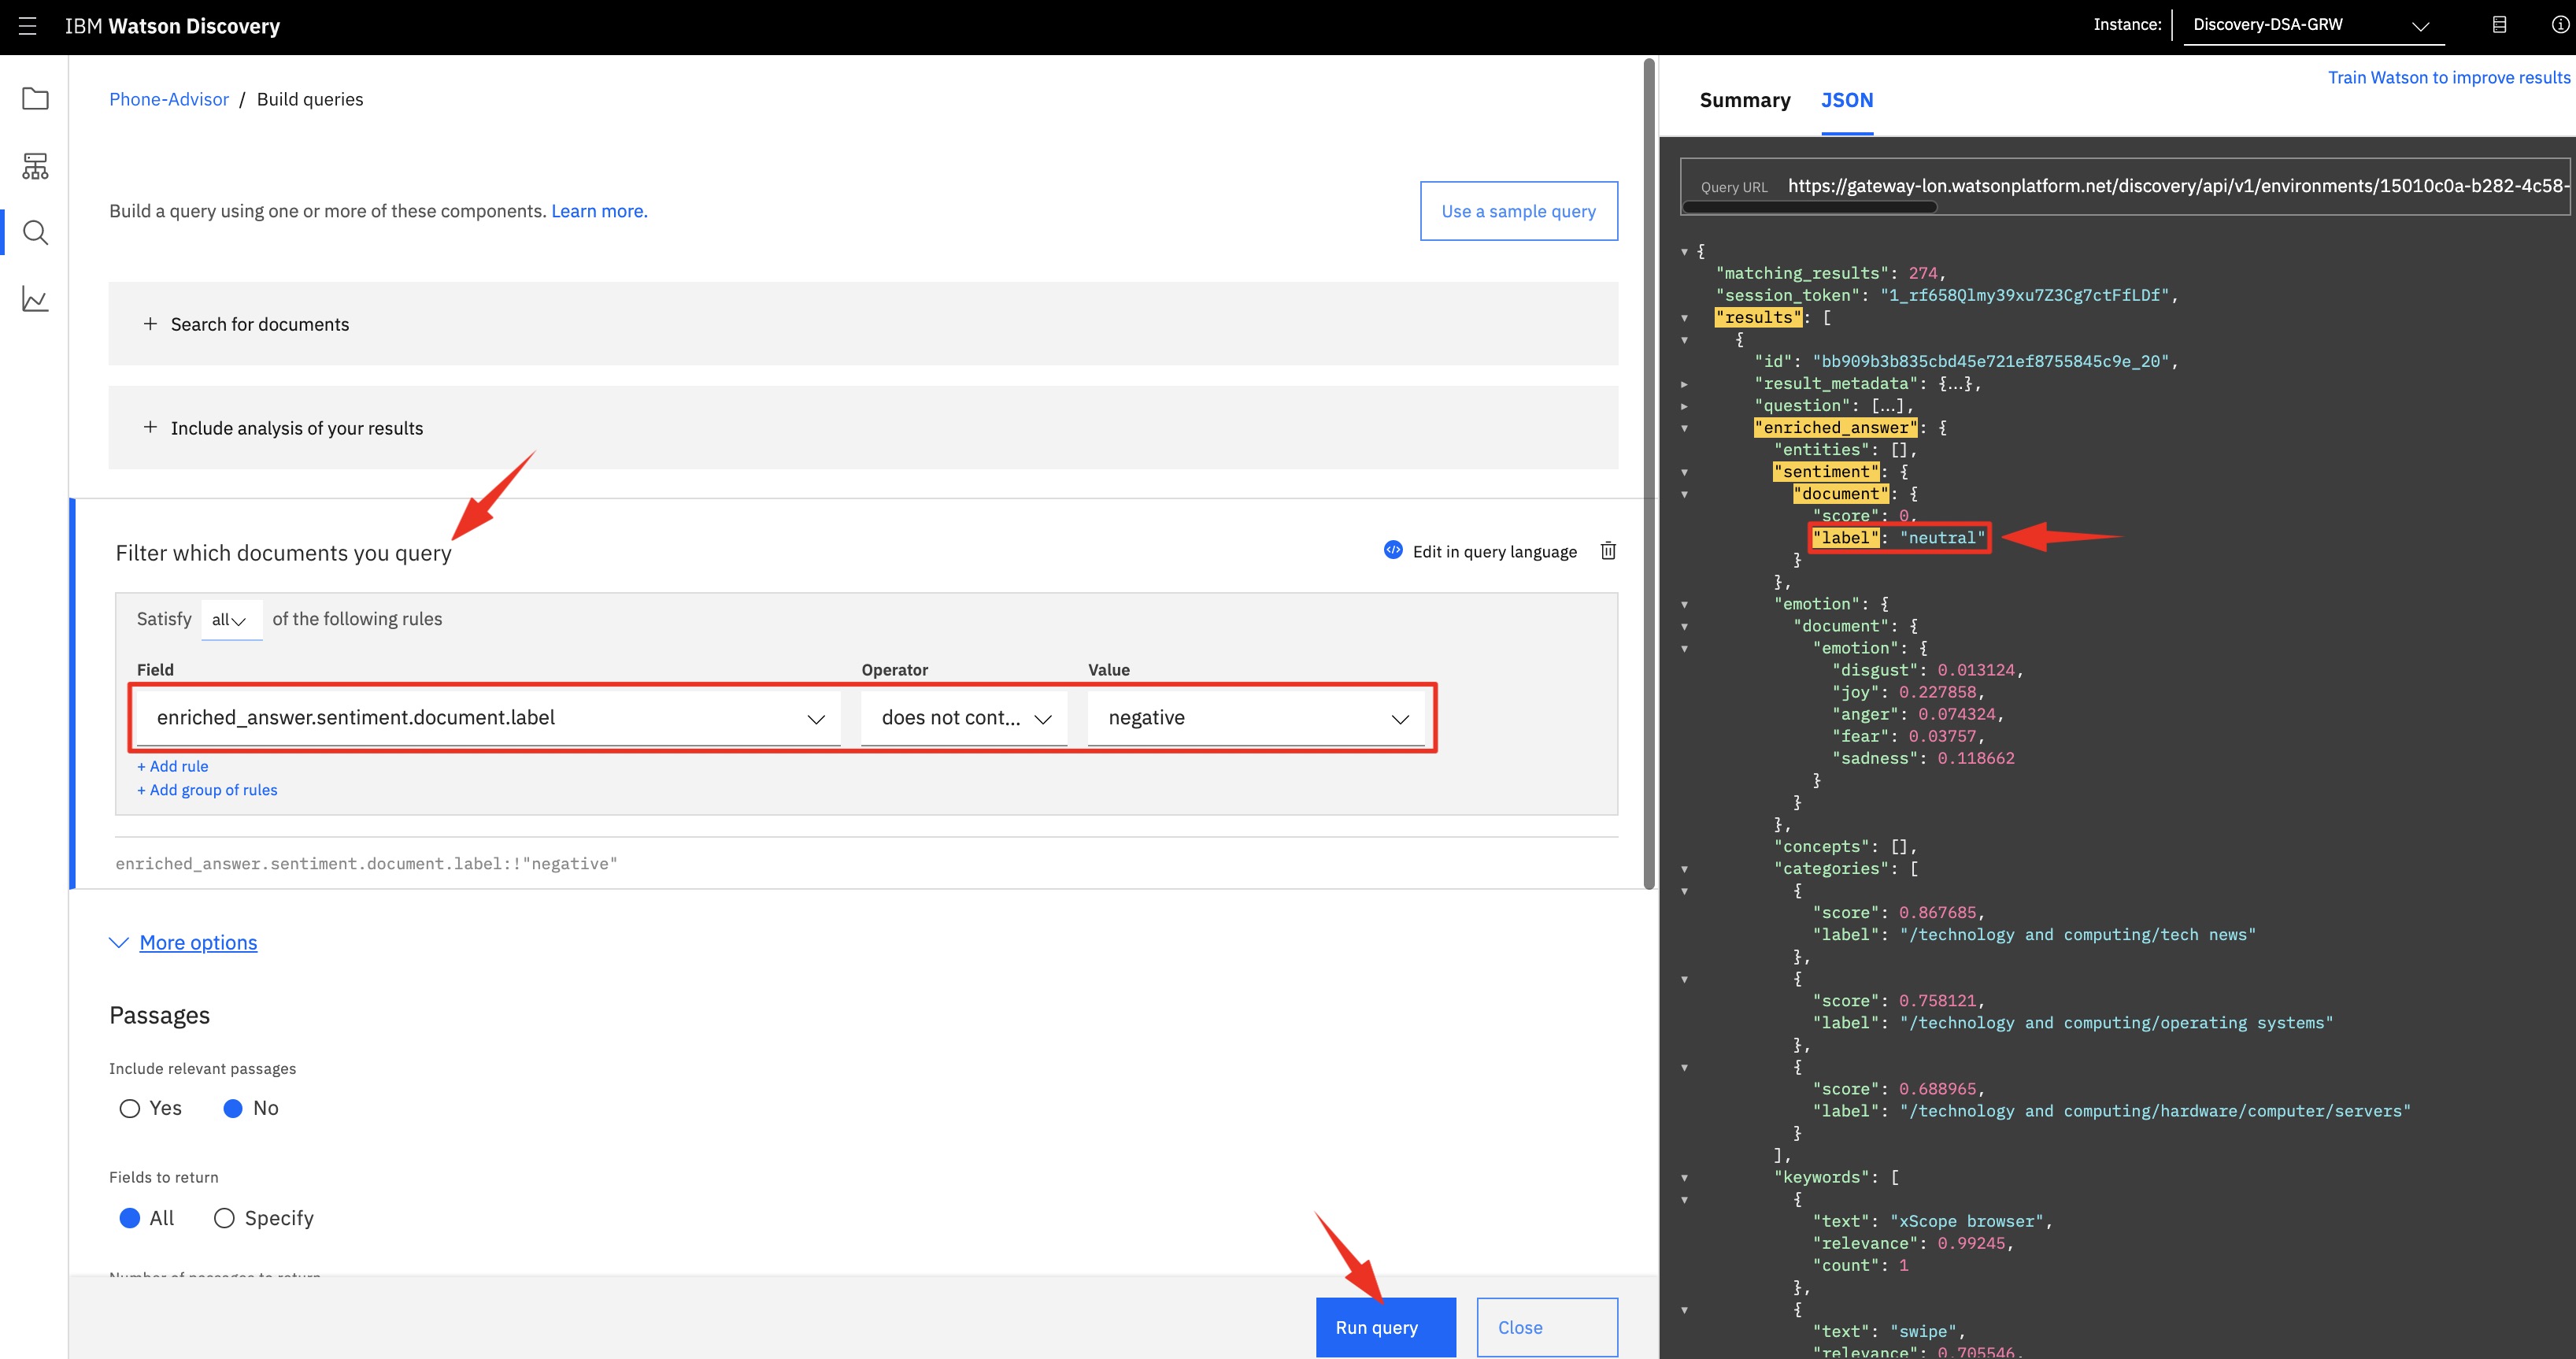 IBM Watson Discovery
Instance:
Discovery-DSA-GRW
Phone-Advisor / Build queries
Build a query using one or more of these components. Learn more.
Use a sample query
+ Search for documents
+ Include analysis of your results
Filter which documents you query
Edit in query language
Satisfy all of the following rules
Field Operator Value
enriched_answer.sentiment.document.label does not cont... negative
+ Add rule
+ Add group of rules
enriched_answer.sentiment.document.label:!"negative"
More options
Passages
Include relevant passages
Yes No
Fields to return
All Specify
Number of passages to return
Run query Close
Train Watson to improve results
Summary JSON
Query URL https://gateway-lon.watsonplatform.net/discovery/api/v1/environments/15010c0a-b282-4c58-
{
"matching_results": 274,
"session_token": "1_rf658Qlmy39xu7Z3Cg7ctFfLDf",
"results": [
{
"id": "bb909b3b835cbd45e721ef8755845c9e_20",
"result_metadata": {...},
"question": [...],
"enriched_answer": {
"entities": [],
"sentiment": {
"document": {
"score": 0,
"label": "neutral"
}
},
"emotion": {
"document": {
"emotion": {
"disgust": 0.013124,
"joy": 0.227858,
"anger": 0.074324,
"fear": 0.03757,
"sadness": 0.118662
}
}
},
"concepts": [],
"categories": [
{
"score": 0.867685,
"label": "/technology and computing/tech news"
},
{
"score": 0.758121,
"label": "/technology and computing/operating systems"
},
{
"score": 0.688965,
"label": "/technology and computing/hardware/computer/servers"
}
],
"keywords": [
{
"text": "xScope browser",
"relevance": 0.99245,
"count": 1
},
{
"text": "swipe",
"relevance": 0.705546,